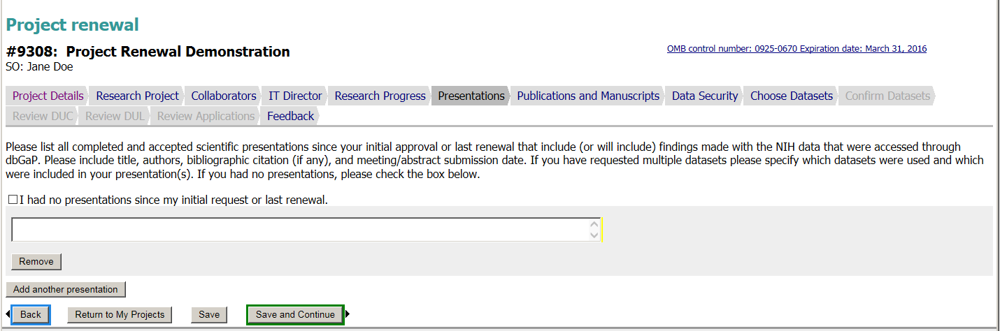 Project renewal
#9308: Project Renewal Demonstration
OMB control number: 0925-0670 Expiration date: March 31, 2016
SO: Jane Doe
Project Details Research Project Collaborators IT Director Research Progress Presentations Publications and Manuscripts Data Security Choose Datasets Confirm Datasets
Review DUC Review DUL Review Applications Feedback
Please list all completed and accepted scientific presentations since your initial approval or last renewal that include (or will include) findings made with the NIH data that were accessed through
dbGaP. Please include title, authors, bibliographic citation (if any), and meeting/abstract submission date. If you have requested multiple datasets please specify which datasets were used and which
were included in your presentation(s). If you had no presentations, please check the box below.
I had no presentations since my initial request or last renewal.
Remove
Add another presentation
Back Return to My Projects Save Save and Continue